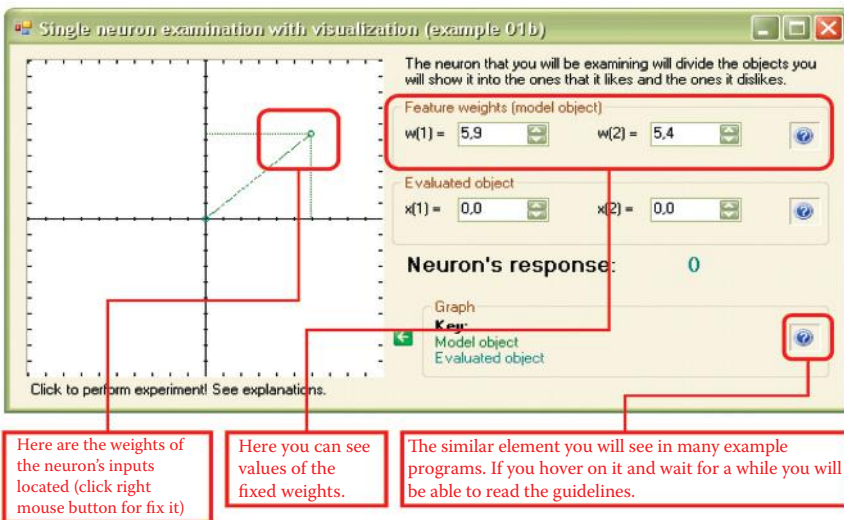 Single neuron examination with visualization (example 01b)
The neuron that you will be examining will divide the objects you
will show it into the ones that it likes and the ones it dislikes.
Feature weights (model object)
w(1) = 5,9 w(2) = 5,4
Evaluated object
x(1) = 0,0 x(2) = 0,0
Neuron's response: 0
Graph
Key:
Model object
Evaluated object
Click to perform experiment! See explanations.
Here are the weights of
the neuron's inputs
located (click right
mouse button for fix it)
Here you can see
values of the
fixed weights.
The similar element you will see in many example
programs. If you hover on it and wait for a while you will
be able to read the guidelines.